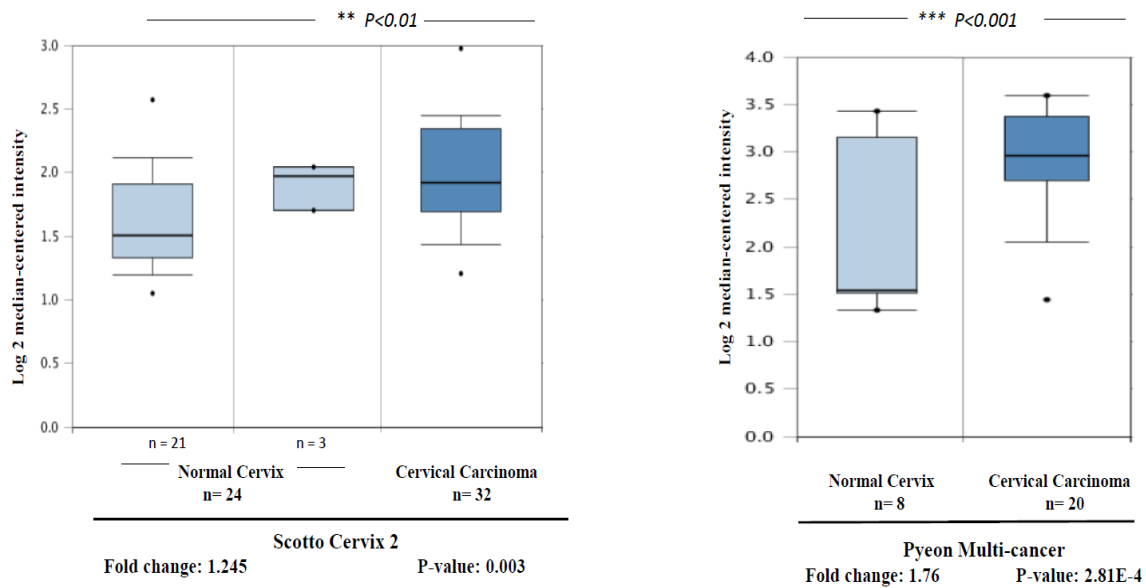 ** P<0.01
3.0
2.5
2.0
1.5
1.0
0.5
0.0
Log 2 median-centered intensity
n = 21
n = 3
Normal Cervix
n= 24
Cervical Carcinoma
n= 32
Scotto Cervix 2
Fold change: 1.245
P-value: 0.003
*** P<0.001
4.0
3.5
3.0
2.5
2.0
1.5
1.0
0.5
0.0
Log 2 median-centered intensity
Normal Cervix
n= 8
Cervical Carcinoma
n= 20
Pyeon Multi-cancer
Fold change: 1.76
P-value: 2.81E-4